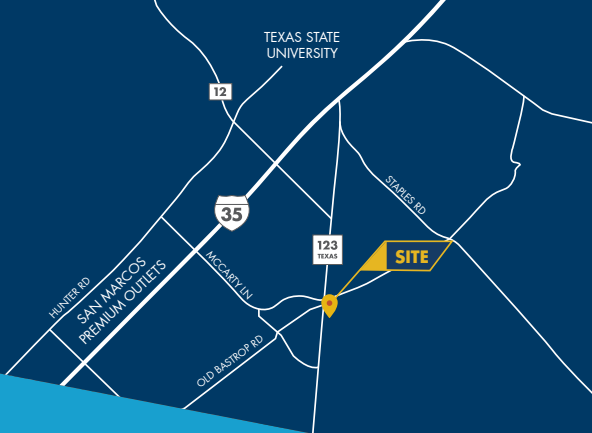 TEXAS STATE
UNIVERSITY
12
STAPLES RD
35
123
TEXAS
SITE
MCCARTY LN
HUNTER RD
SAN MARCOS
PREMIUM OUTLETS
OLD BASTROP RD